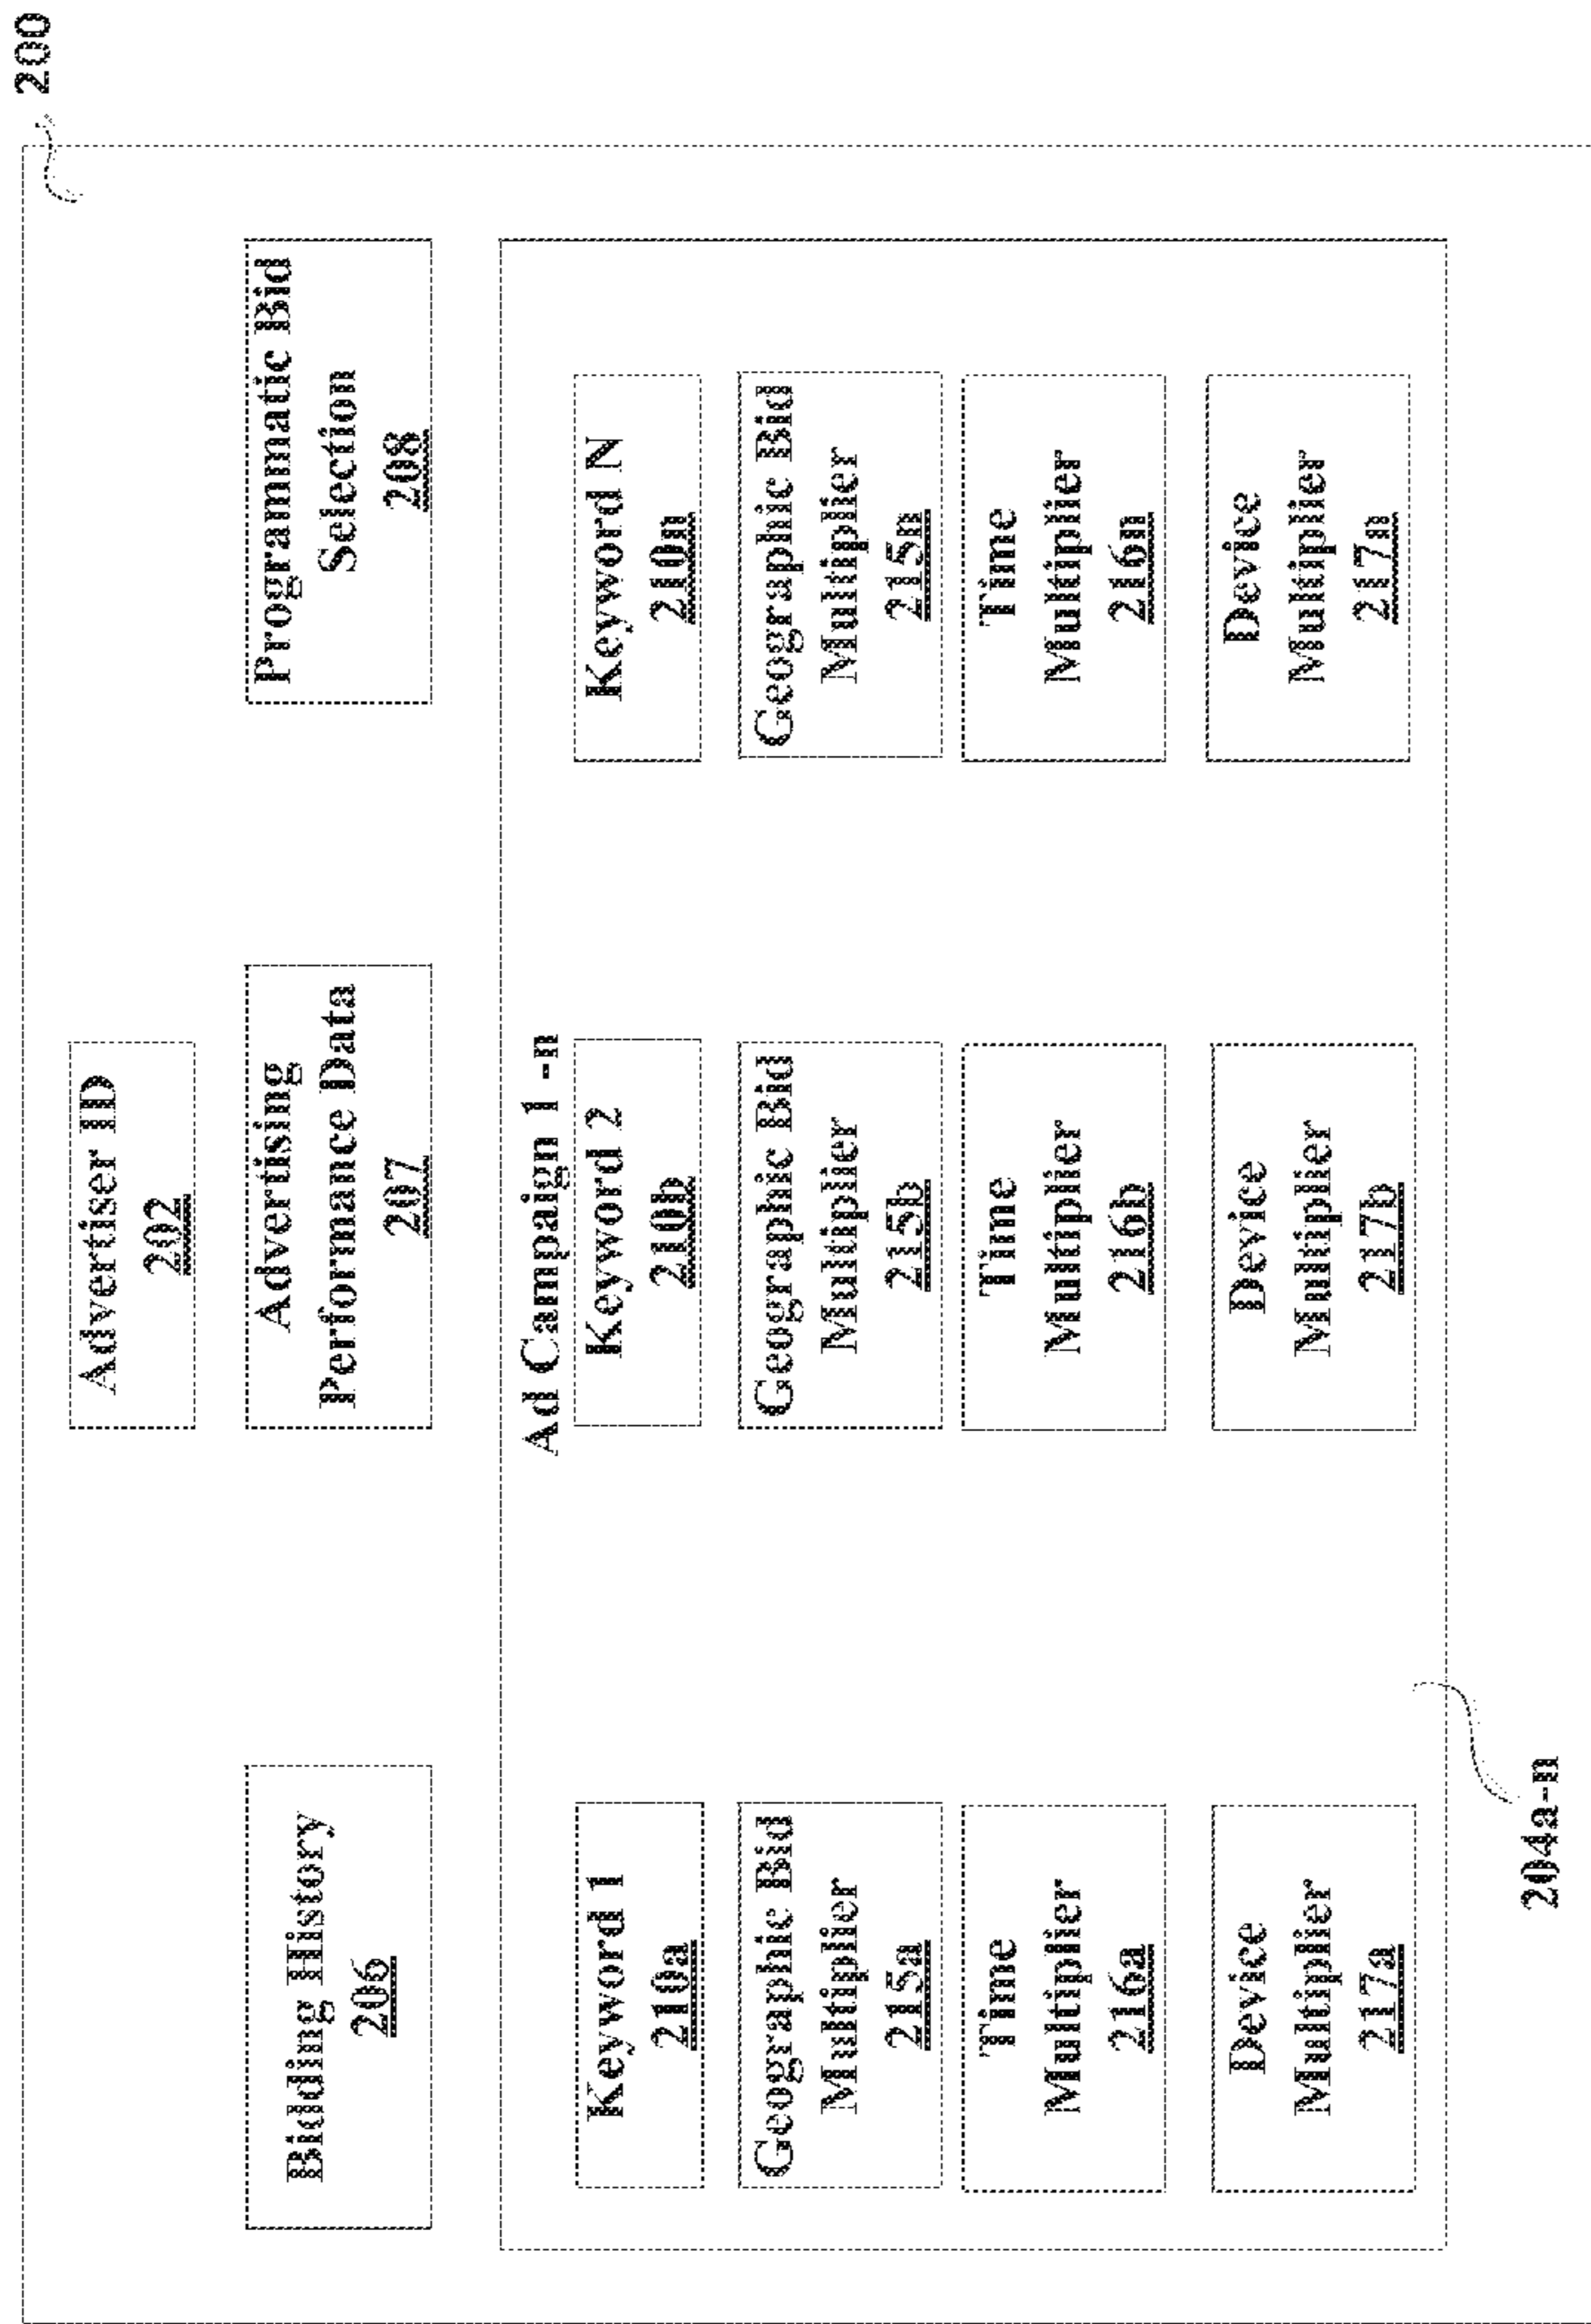 200
Advertiser ID
202
Bidding History
206
Advertising
Performance Data
207
Programmatic Bid
Selection
208
Ad Campaign 1 -n
Keyword 1
210a
Keyword 2
210b
Keyword N
210n
Geographic Bid
Multiplier
215a
Geographic Bid
Multiplier
215b
Geographic Bid
Multiplier
215n
Time
Multiplier
216a
Time
Multiplier
216b
Time
Multiplier
216n
Device
Multiplier
217a
Device
Multiplier
217b
Device
Multiplier
217n
204a-n